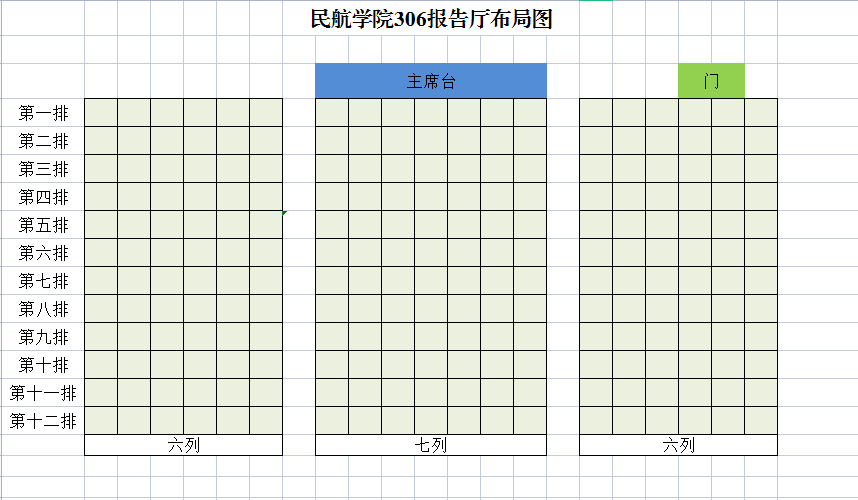 民航学院306报告厅布局图
主席台 门
第一排
第二排
第三排
第四排
第五排
第六排
第七排
第八排
第九排
第十排
第十一排
第十二排
六列 七列 六列